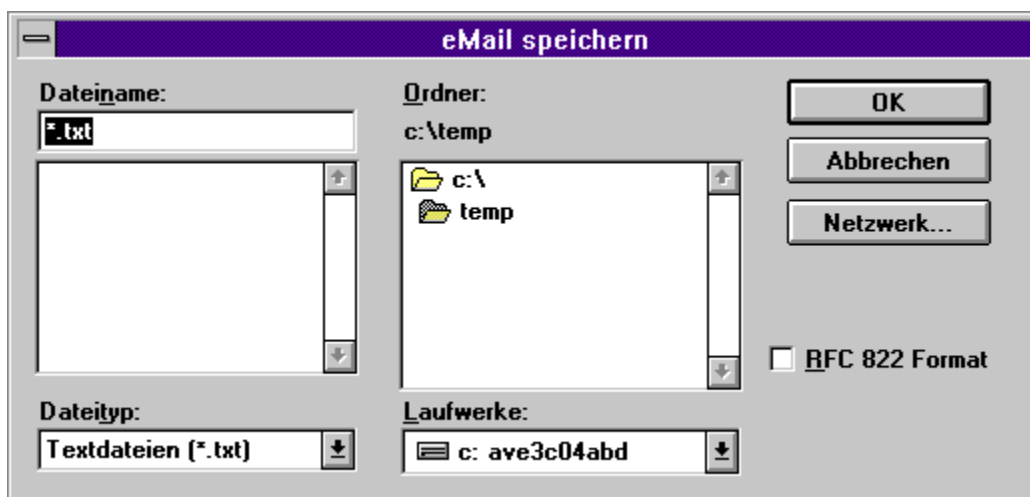 eMail speichern
Dateiname:
*.txt
Ordner:
c:\temp
c:\
temp
OK
Abbrechen
Netzwerk...
RFC 822 Format
Dateityp:
Textdateien (*.txt)
Laufwerke:
c: ave3c04abd